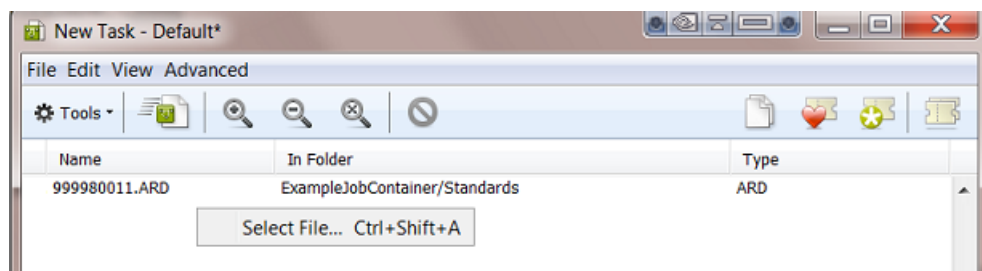 New Task - Default*
File Edit View Advanced
Tools
Name In Folder Type
999980011.ARD ExampleJobContainer/Standards ARD
Select File... Ctrl+Shift+A